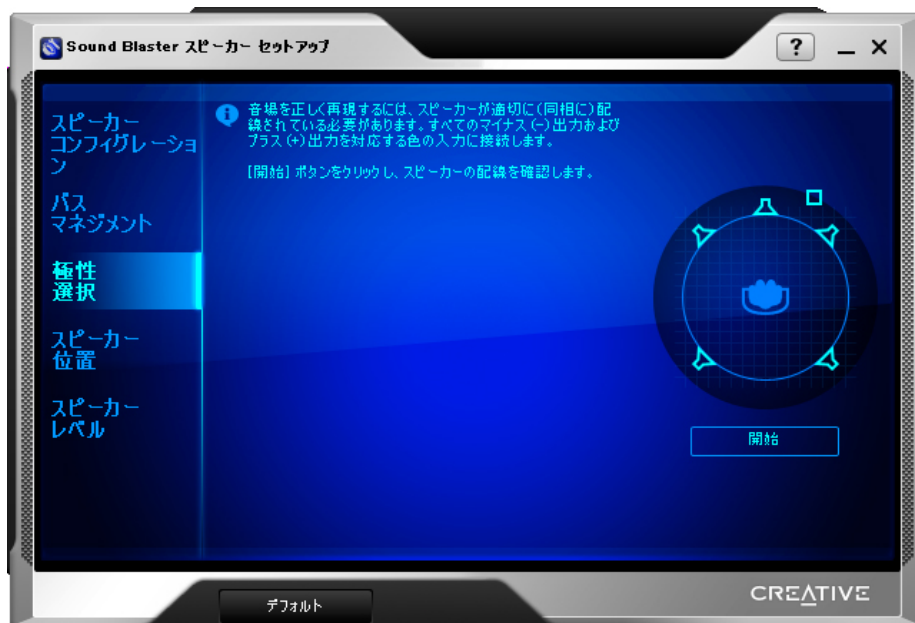 Sound Blaster スピーカー セットアップ
?
スピーカー
コンフィグレーショ
ン
バス
マネジメント
極性
選択
スピーカー
位置
スピーカー
レベル
音場を正しく再現するには、スピーカーが適切に(同相に)配
線されている必要があります。すべてのマイナス(-)出力および
プラス(+)出力を対応する色の入力に接続します。
[開始] ボタンをクリックし、スピーカーの配線を確認します。
開始
デフォルト
CREATIVE